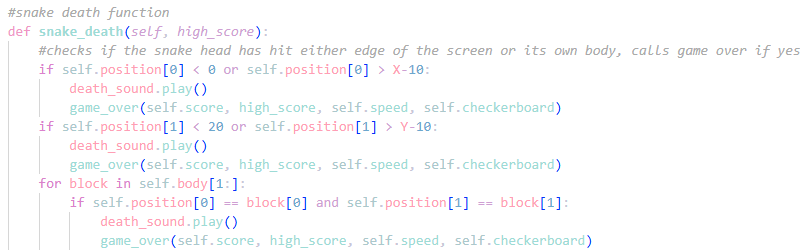 #snake death function
def snake_death(self, high_score):
    #checks if the snake head has hit either edge of the screen or its own body, calls game over if yes
    if self.position[0] < 0 or self.position[0] > X-10:
        death_sound.play()
        game_over(self.score, high_score, self.speed, self.checkerboard)
    if self.position[1] < 20 or self.position[1] > Y-10:
        death_sound.play()
        game_over(self.score, high_score, self.speed, self.checkerboard)
    for block in self.body[1:]:
        if self.position[0] == block[0] and self.position[1] == block[1]:
            death_sound.play()
            game_over(self.score, high_score, self.speed, self.checkerboard)